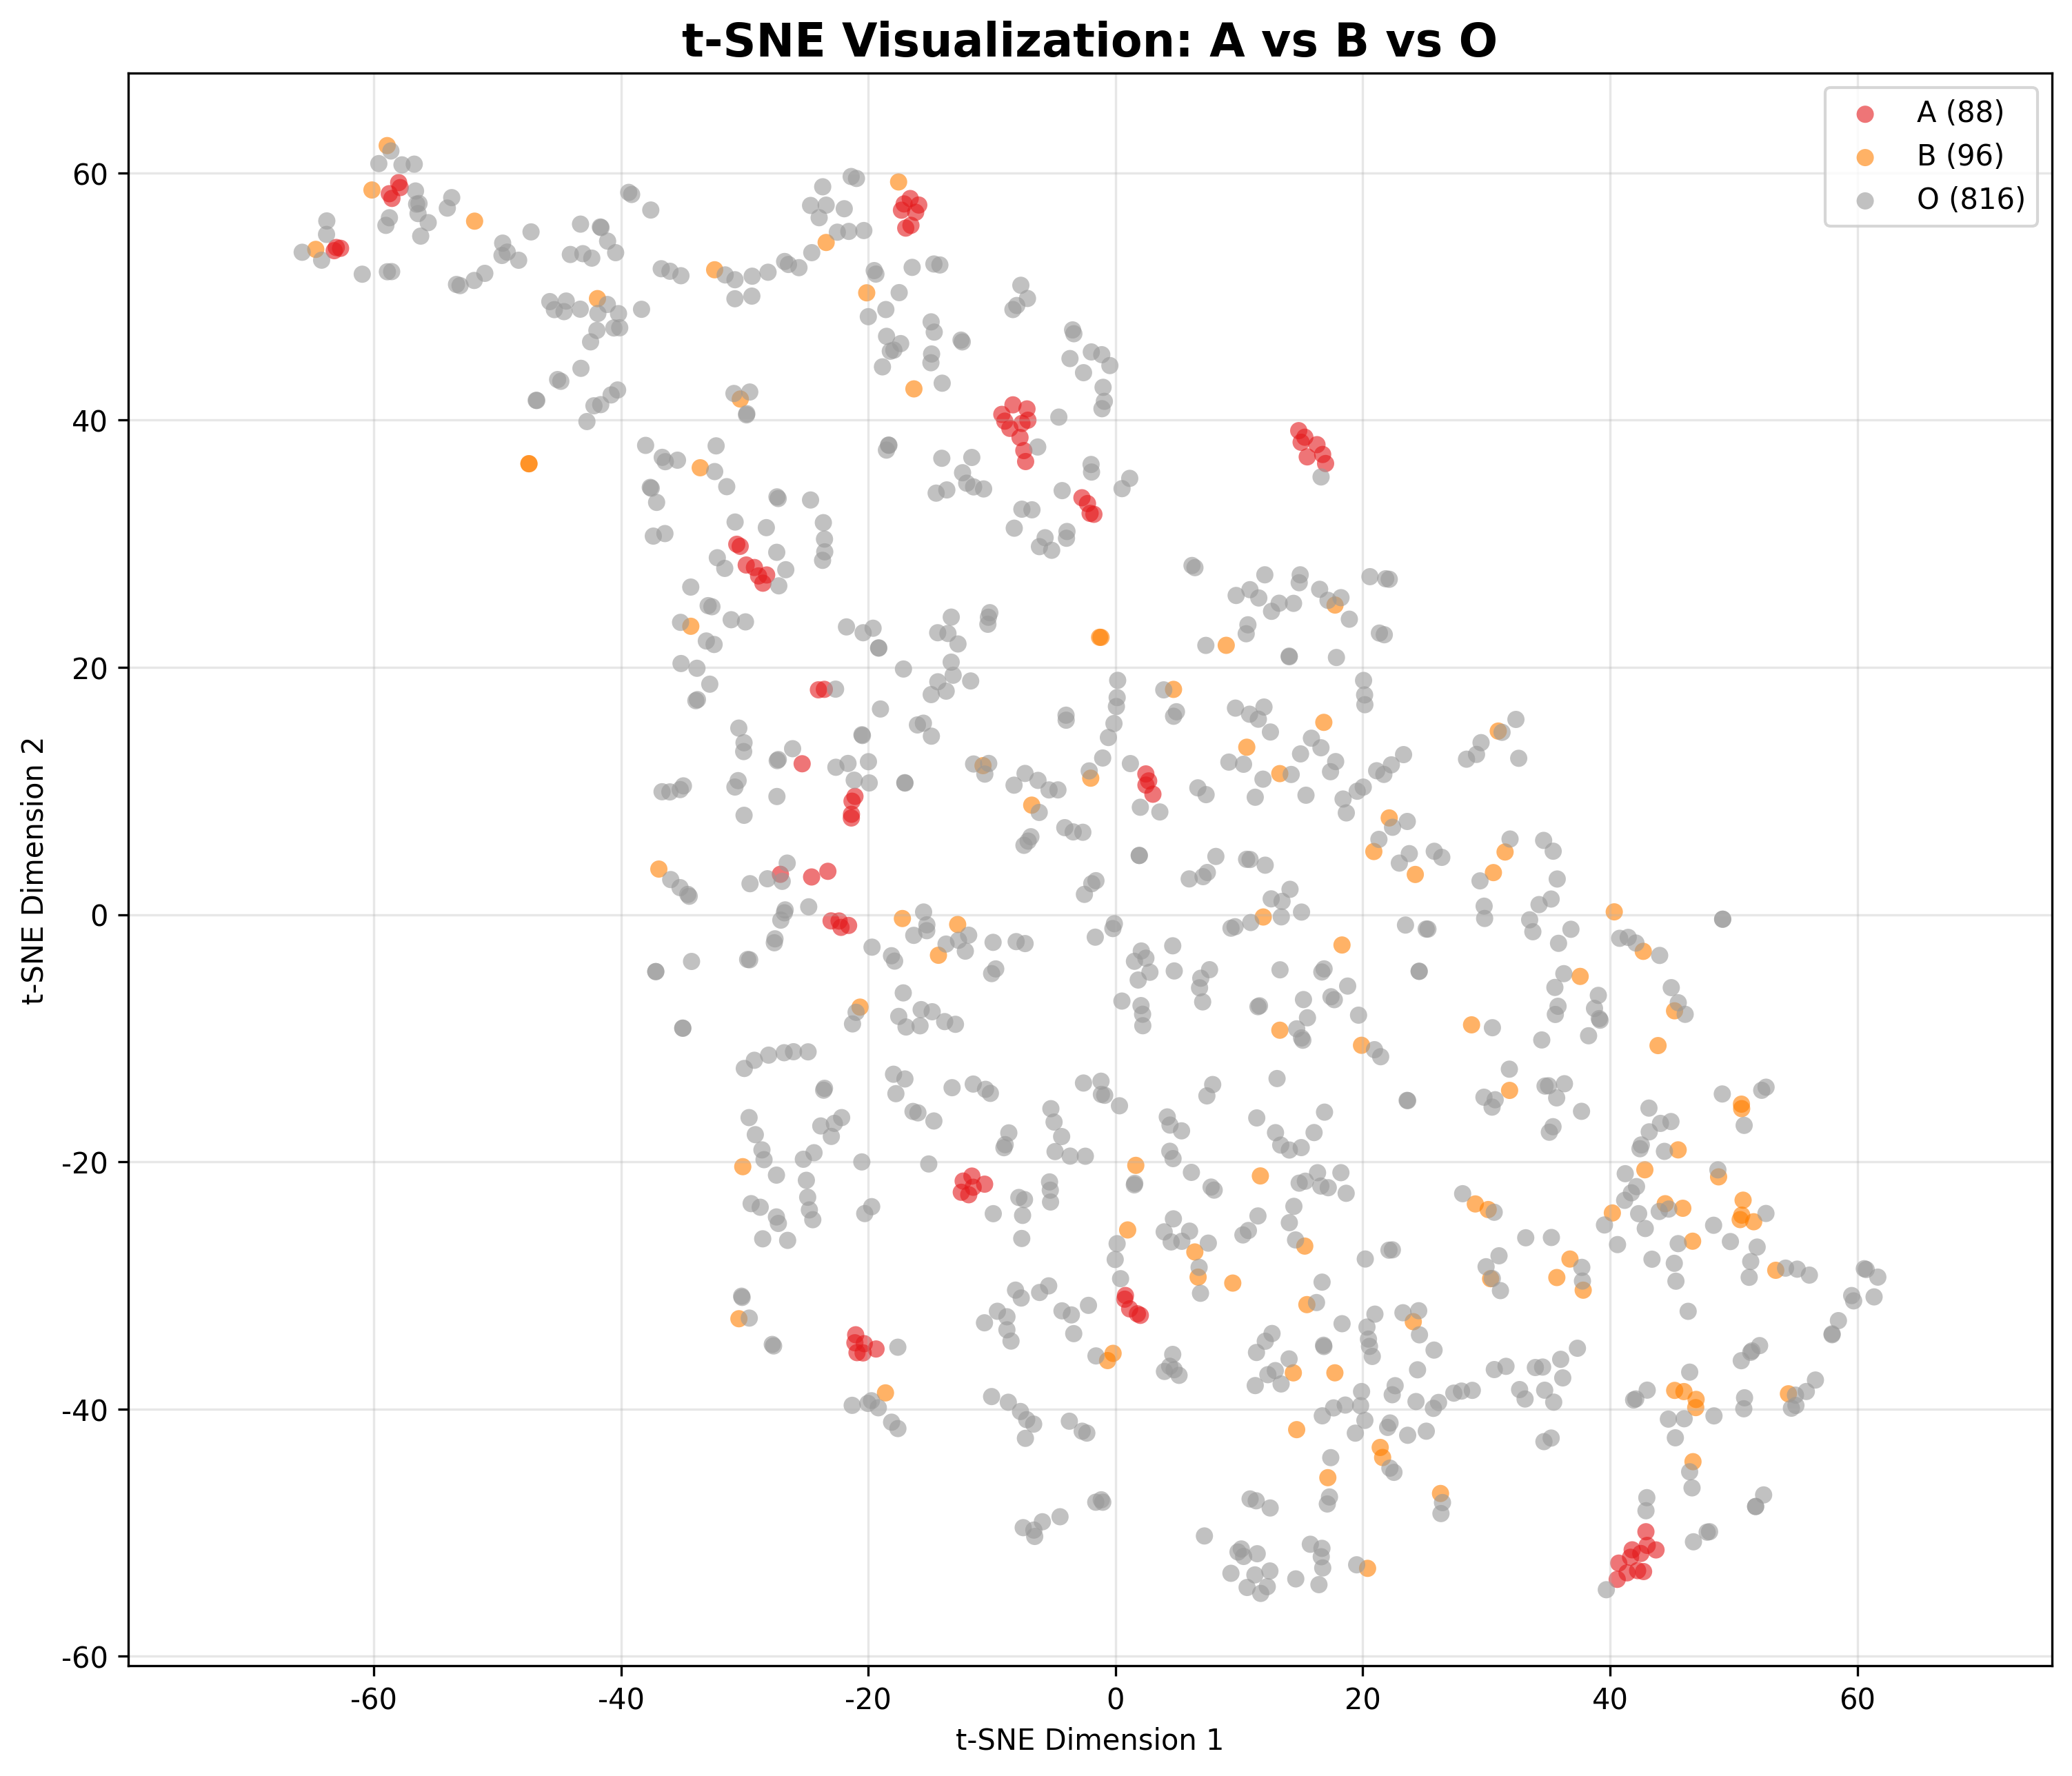 t-SNE Visualization: A vs B vs O
A (88)
B (96)
O (816)
60
40
20
0
-20
-40
-60
t-SNE Dimension 2
-60
-40
-20
0
20
40
60
t-SNE Dimension 1